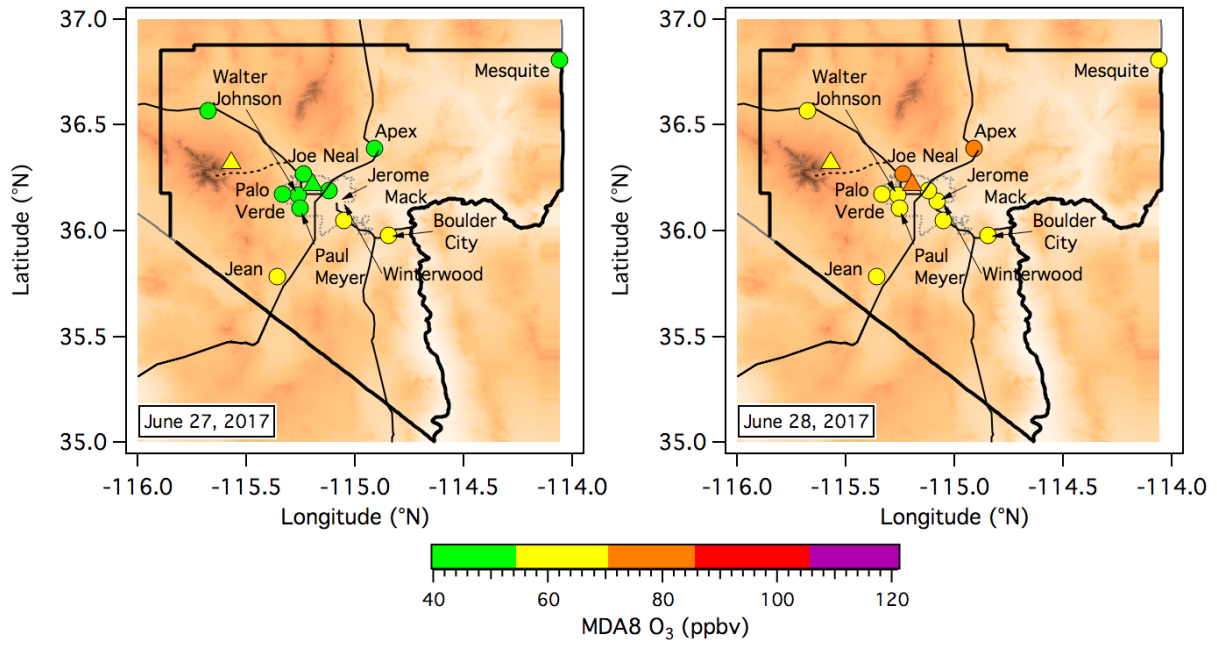 37.0
36.5
36.0
35.5
35.0
Latitude (°N)
-116.0
-115.5
-115.0
-114.5
-114.0
Longitude (°N)
Walter
Johnson
Mesquite
Apex
Joe Neal
Palo
Verde
Jerome
Mack
Boulder
City
Jean
Paul
Meyer
Winterwood
June 27, 2017
37.0
36.5
36.0
35.5
35.0
Latitude (°N)
-116.0
-115.5
-115.0
-114.5
-114.0
Longitude (°N)
Walter
Johnson
Mesquite
Apex
Joe Neal
Palo
Verde
Jerome
Mack
Boulder
City
Jean
Paul
Meyer
Winterwood
June 28, 2017
40
60
80
100
120
MDA8 O₃ (ppbv)